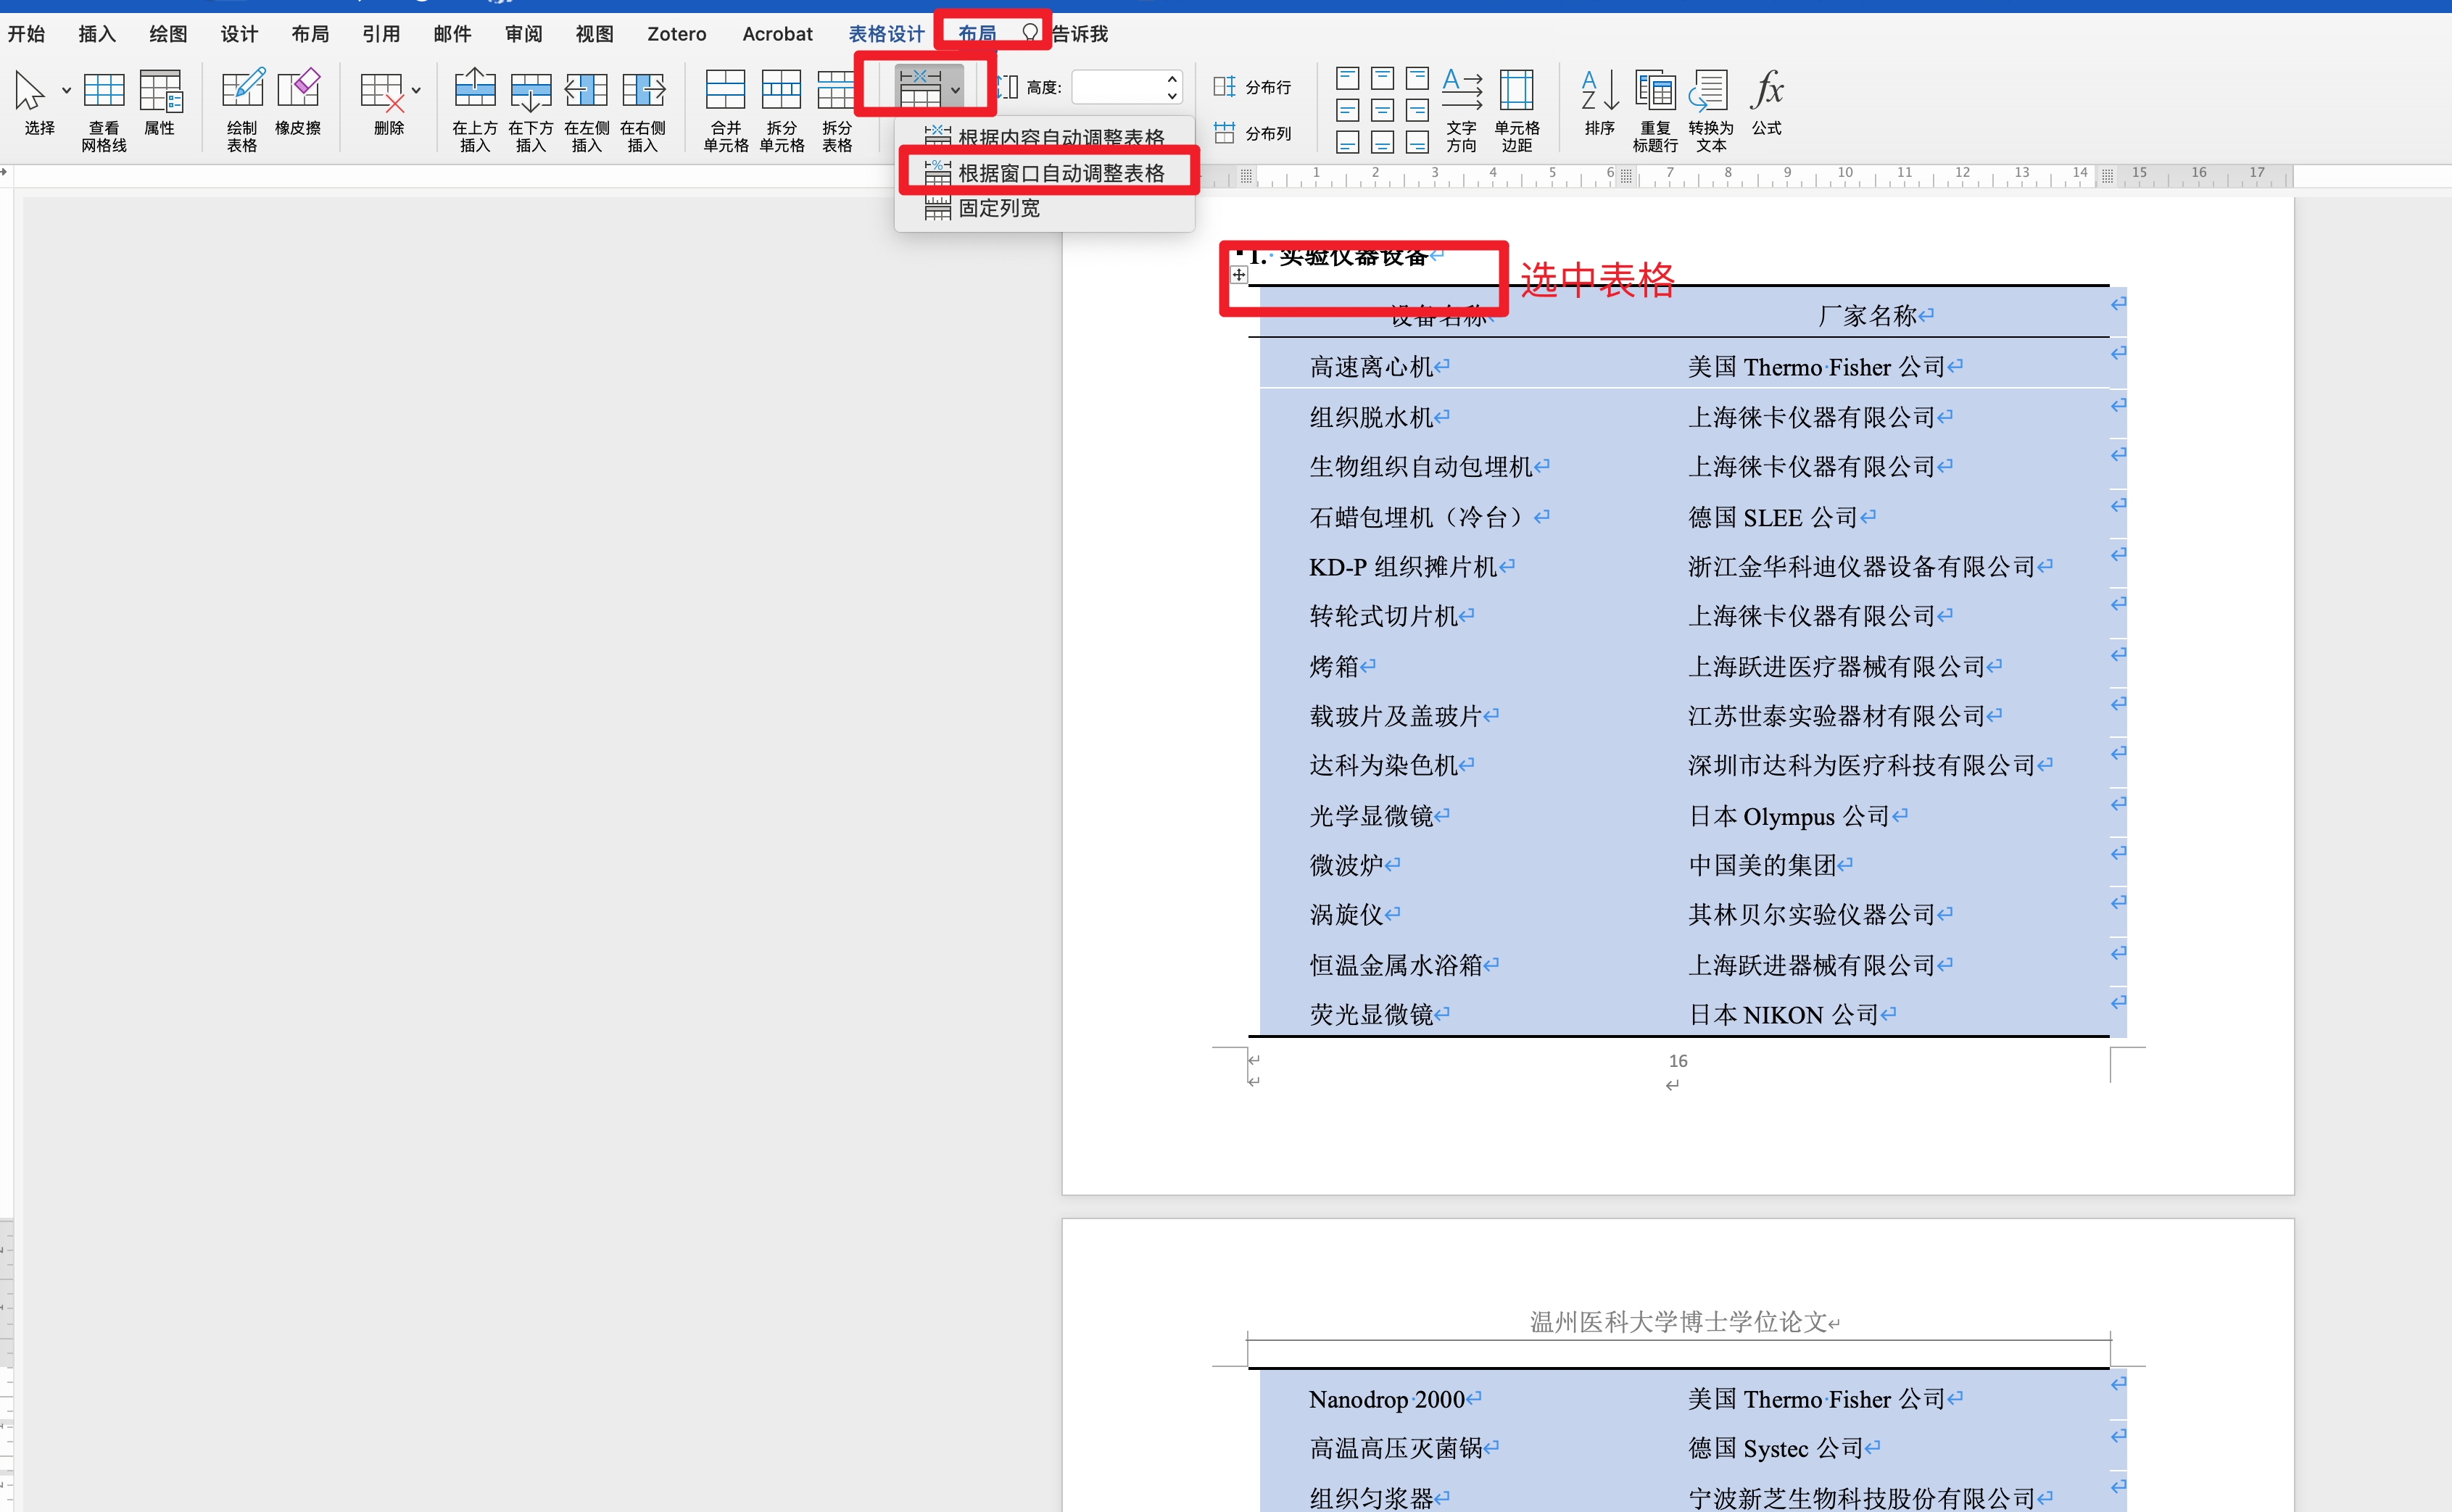 开始 插入 绘图 设计 布局 引用 邮件 审阅 视图 Zotero Acrobat 表格设计 布局 告诉我
选择 查看 网格线 属性 绘制 表格 橡皮擦 删除 在上方 插入 在下方 插入 在左侧 插入 在右侧 插入 合并 单元格 拆分 单元格 拆分 表格 高度: 分布行 分布列 文字 方向 单元格 边距 排序 重复 标题行 转换为 文本 公式
根据内容自动调整表格
根据窗口自动调整表格
固定列宽
1 2 3 4 5 6 7 8 9 10 11 12 13 14 15 16 17
1. 实验仪器设备
选中表格
设备名称 厂家名称
高速离心机 美国 Thermo Fisher 公司
组织脱水机 上海徕卡仪器有限公司
生物组织自动包埋机 上海徕卡仪器有限公司
石蜡包埋机（冷台） 德国 SLEE 公司
KD-P 组织摊片机 浙江金华科迪仪器设备有限公司
转轮式切片机 上海徕卡仪器有限公司
烤箱 上海跃进医疗器械有限公司
载玻片及盖玻片 江苏世泰实验器材有限公司
达科为染色机 深圳市达科为医疗科技有限公司
光学显微镜 日本 Olympus 公司
微波炉 中国美的集团
涡旋仪 其林贝尔实验仪器公司
恒温金属水浴箱 上海跃进器械有限公司
荧光显微镜 日本 NIKON 公司
16
温州医科大学博士学位论文
Nanodrop 2000 美国 Thermo Fisher 公司
高温高压灭菌锅 德国 Systec 公司
组织匀浆器 宁波新芝生物科技股份有限公司